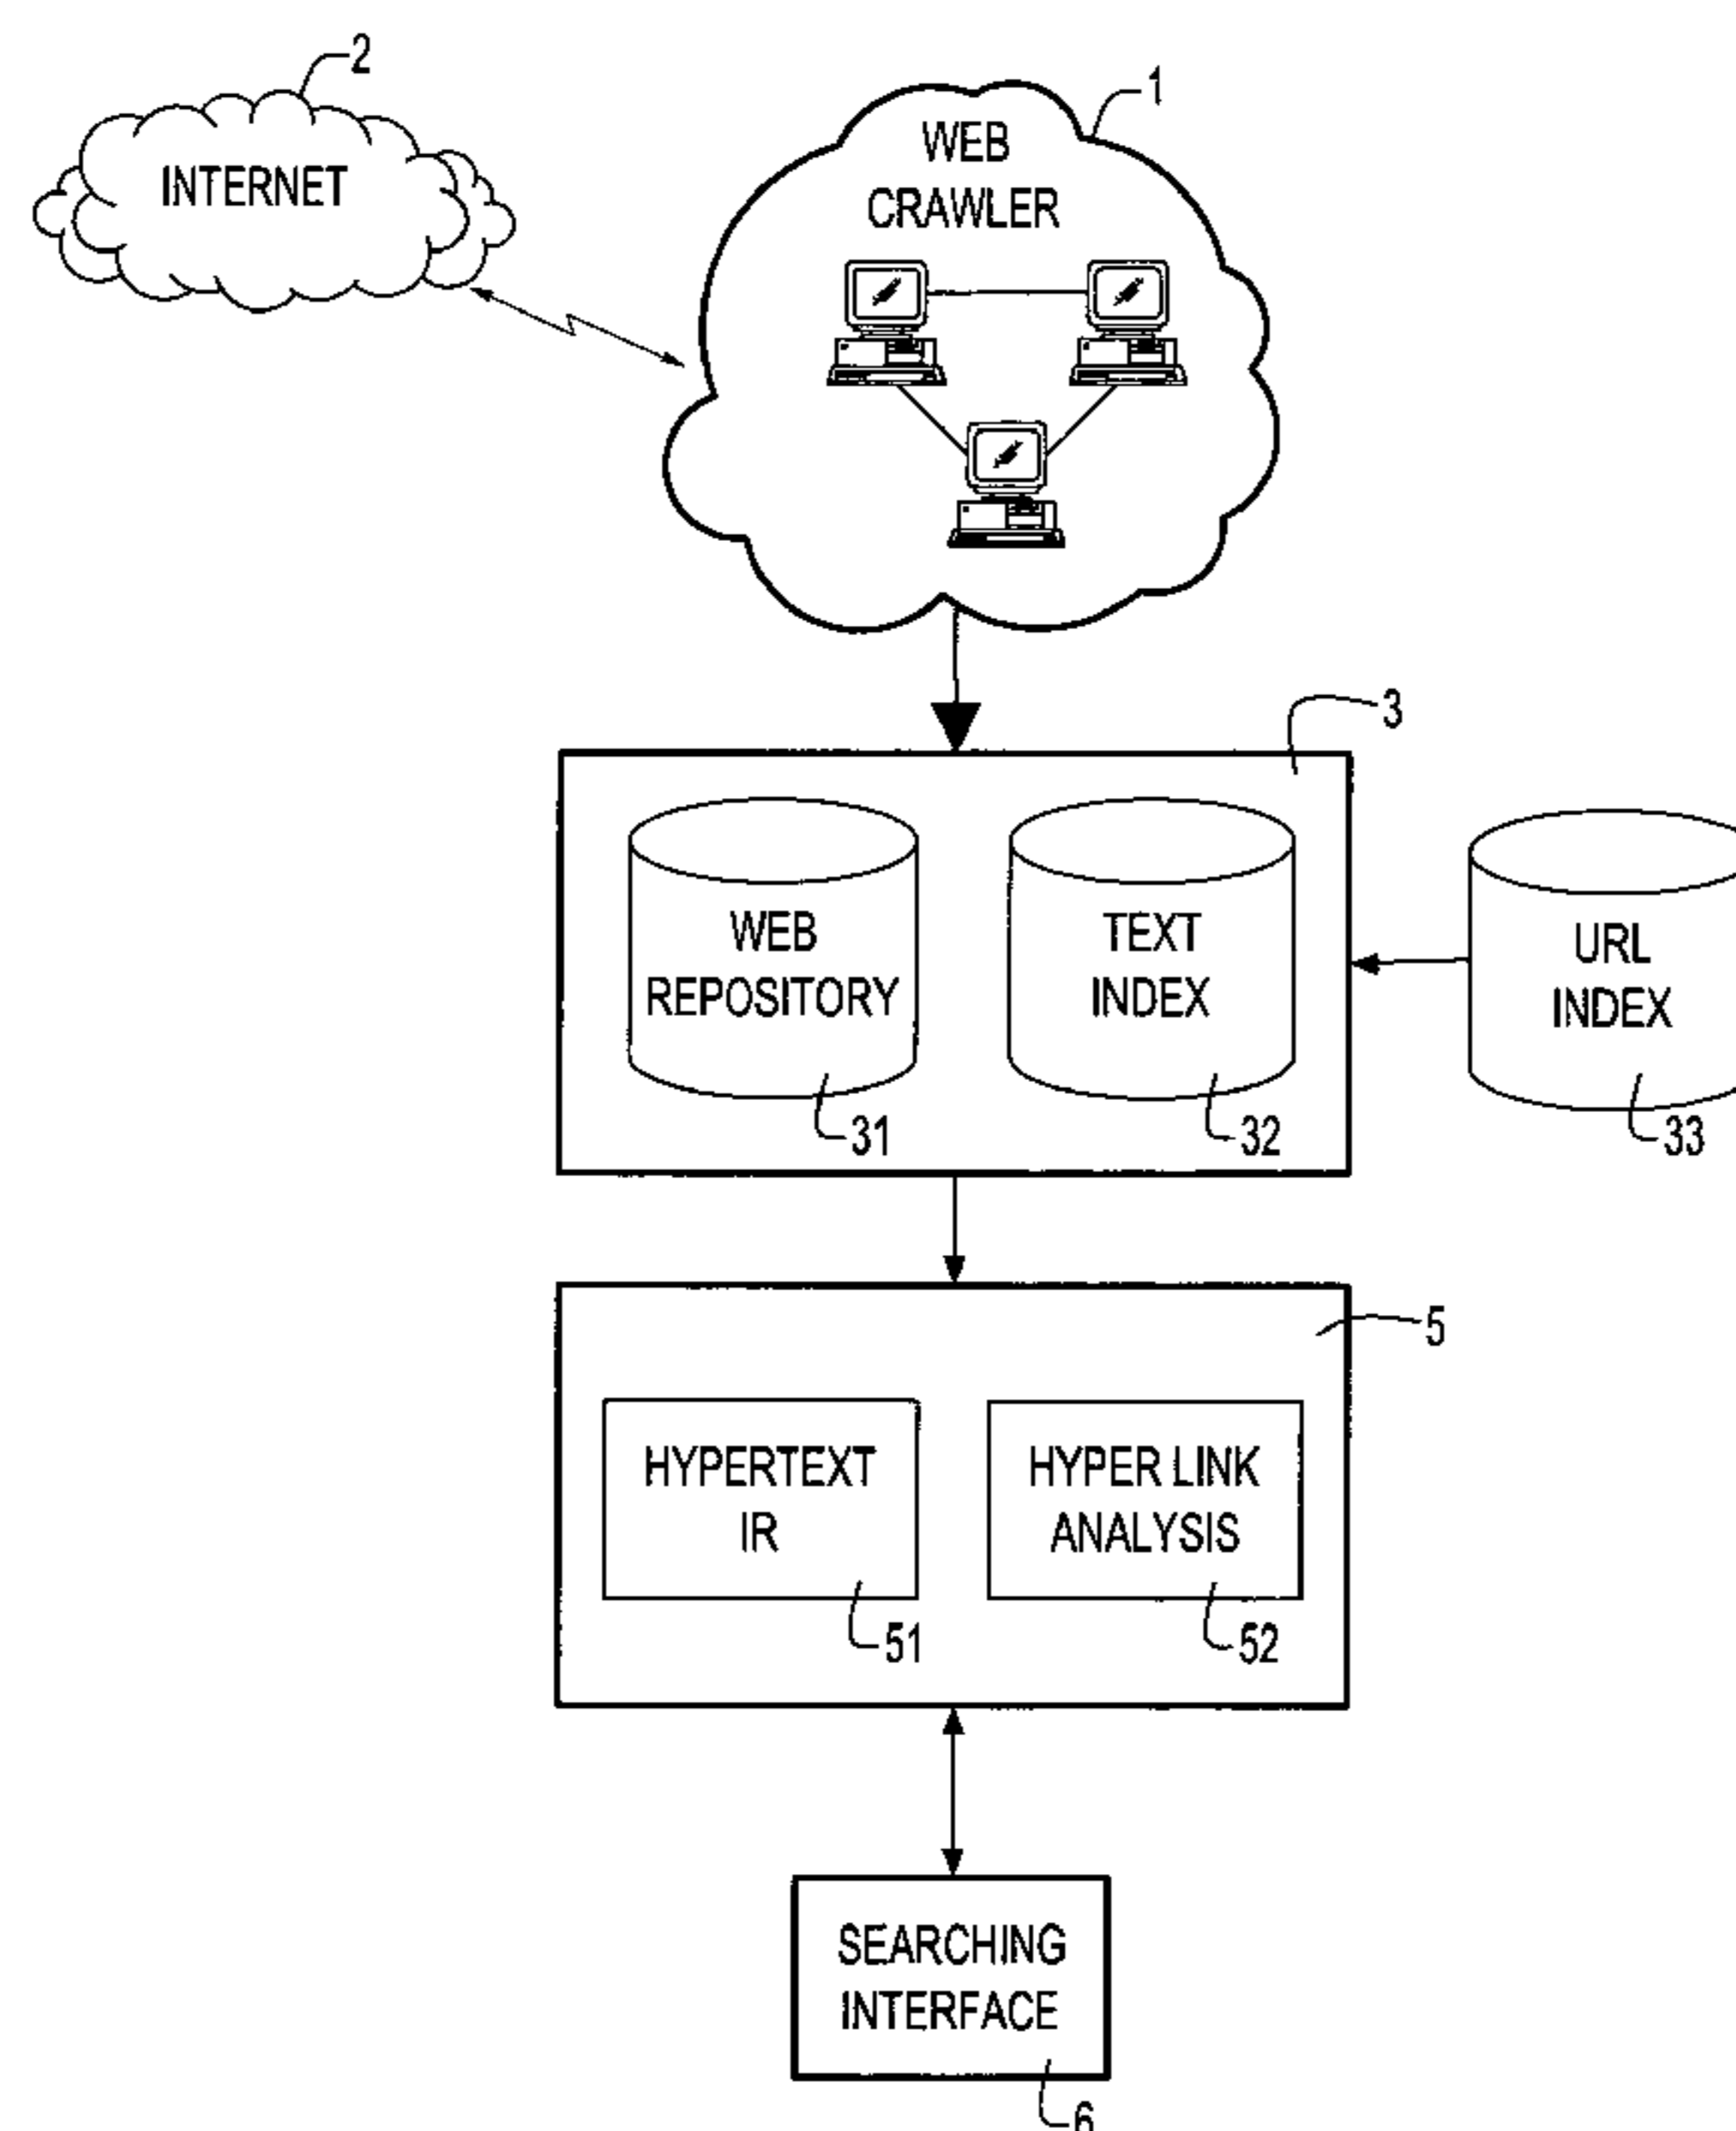 2
INTERNET
1
WEB
CRAWLER
3
WEB
REPOSITORY
31
TEXT
INDEX
32
URL
INDEX
33
5
HYPERTEXT
IR
51
HYPER LINK
ANALYSIS
52
SEARCHING
INTERFACE
6